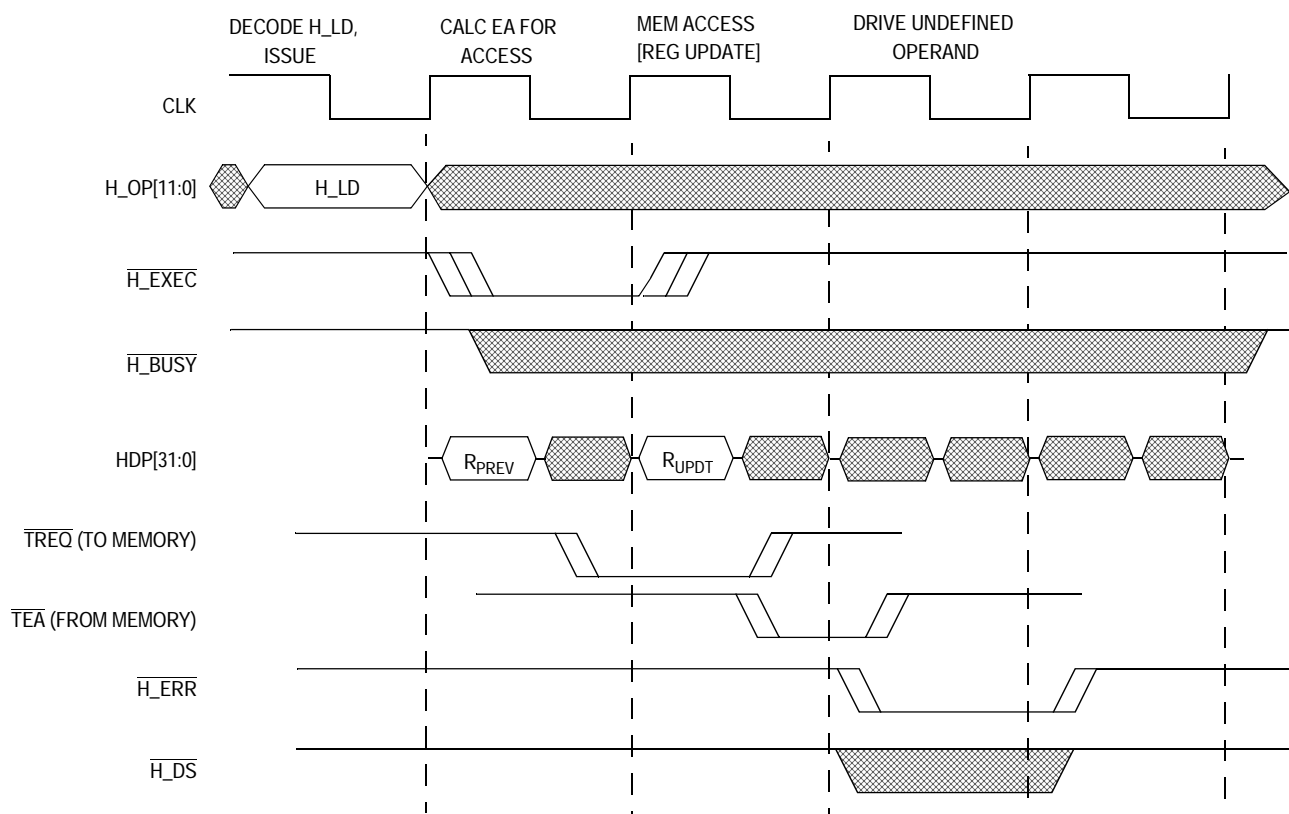 DECODE H_LD,
ISSUE
CALC EA FOR
ACCESS
MEM ACCESS
[REG UPDATE]
DRIVE UNDEFINED
OPERAND
CLK
H_OP[11:0]
H_LD
H_EXEC
H_BUSY
HDP[31:0]
RPREV
RUPDT
TREQ (TO MEMORY)
TEA (FROM MEMORY)
H_ERR
H_DS